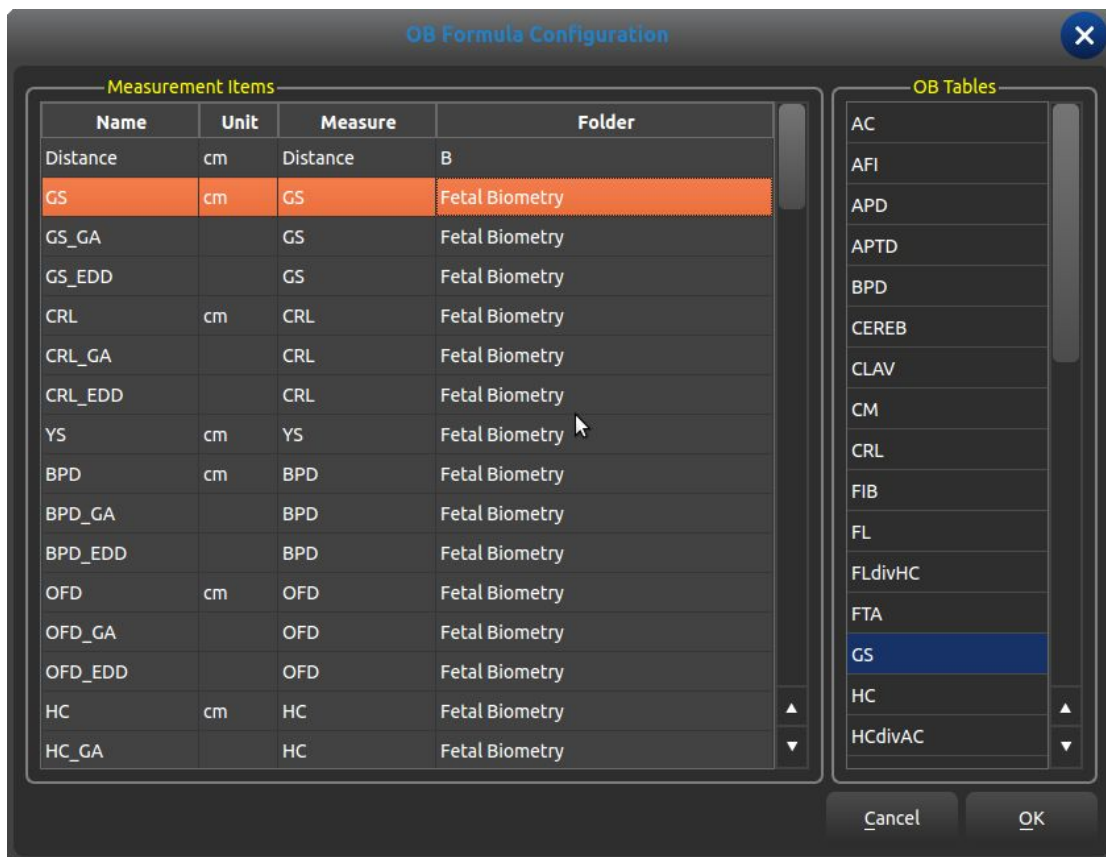 OB Formula Configuration
Measurement Items
Name Unit Measure Folder
Distance cm Distance B
GS cm GS Fetal Biometry
GS_GA GS Fetal Biometry
GS_EDD GS Fetal Biometry
CRL cm CRL Fetal Biometry
CRL_GA CRL Fetal Biometry
CRL_EDD CRL Fetal Biometry
YS cm YS Fetal Biometry
BPD cm BPD Fetal Biometry
BPD_GA BPD Fetal Biometry
BPD_EDD BPD Fetal Biometry
OFD cm OFD Fetal Biometry
OFD_GA OFD Fetal Biometry
OFD_EDD OFD Fetal Biometry
HC cm HC Fetal Biometry
HC_GA HC Fetal Biometry
OB Tables
AC
AFI
APD
APTD
BPD
CEREB
CLAV
CM
CRL
FIB
FL
FLdivHC
FTA
GS
HC
HCdivAC
Cancel OK